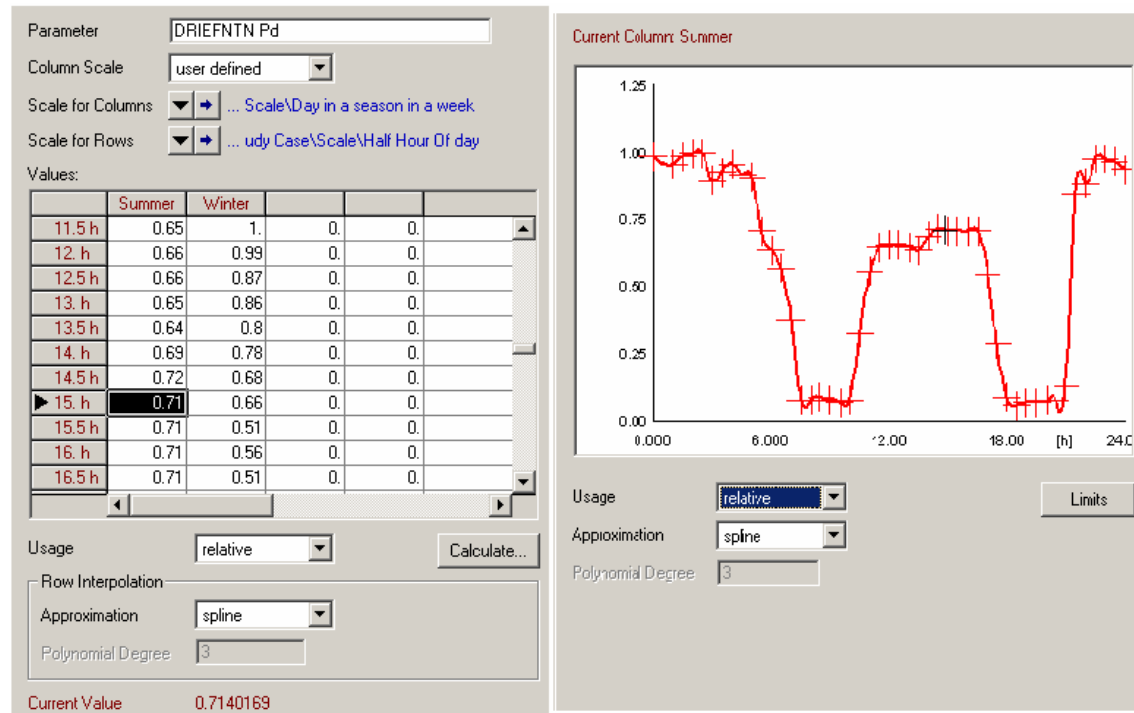 Parameter DRIEFNTN Pd
Column Scale user defined
Scale for Columns ... Scale\Day in a season in a week
Scale for Rows ... udy Case\Scale\Half Hour Of day
Values:
Summer Winter
11.5 h 0.65 1. 0. 0.
12. h 0.66 0.99 0. 0.
12.5 h 0.66 0.87 0. 0.
13. h 0.65 0.86 0. 0.
13.5 h 0.64 0.8 0. 0.
14. h 0.69 0.78 0. 0.
14.5 h 0.72 0.68 0. 0.
15. h 0.71 0.66 0. 0.
15.5 h 0.71 0.51 0. 0.
16. h 0.71 0.56 0. 0.
16.5 h 0.71 0.51 0. 0.
Usage relative Calculate...
Row Interpolation
Approximation spline
Polynomial Degree 3
Current Value 0.7140169
Current Column: Summer
1.25
1.00
0.75
0.50
0.25
0.00
0.000 6.000 12.00 18.00 [h] 24.0
Usage relative Limits
Approximation spline
Polynomial Degree 3